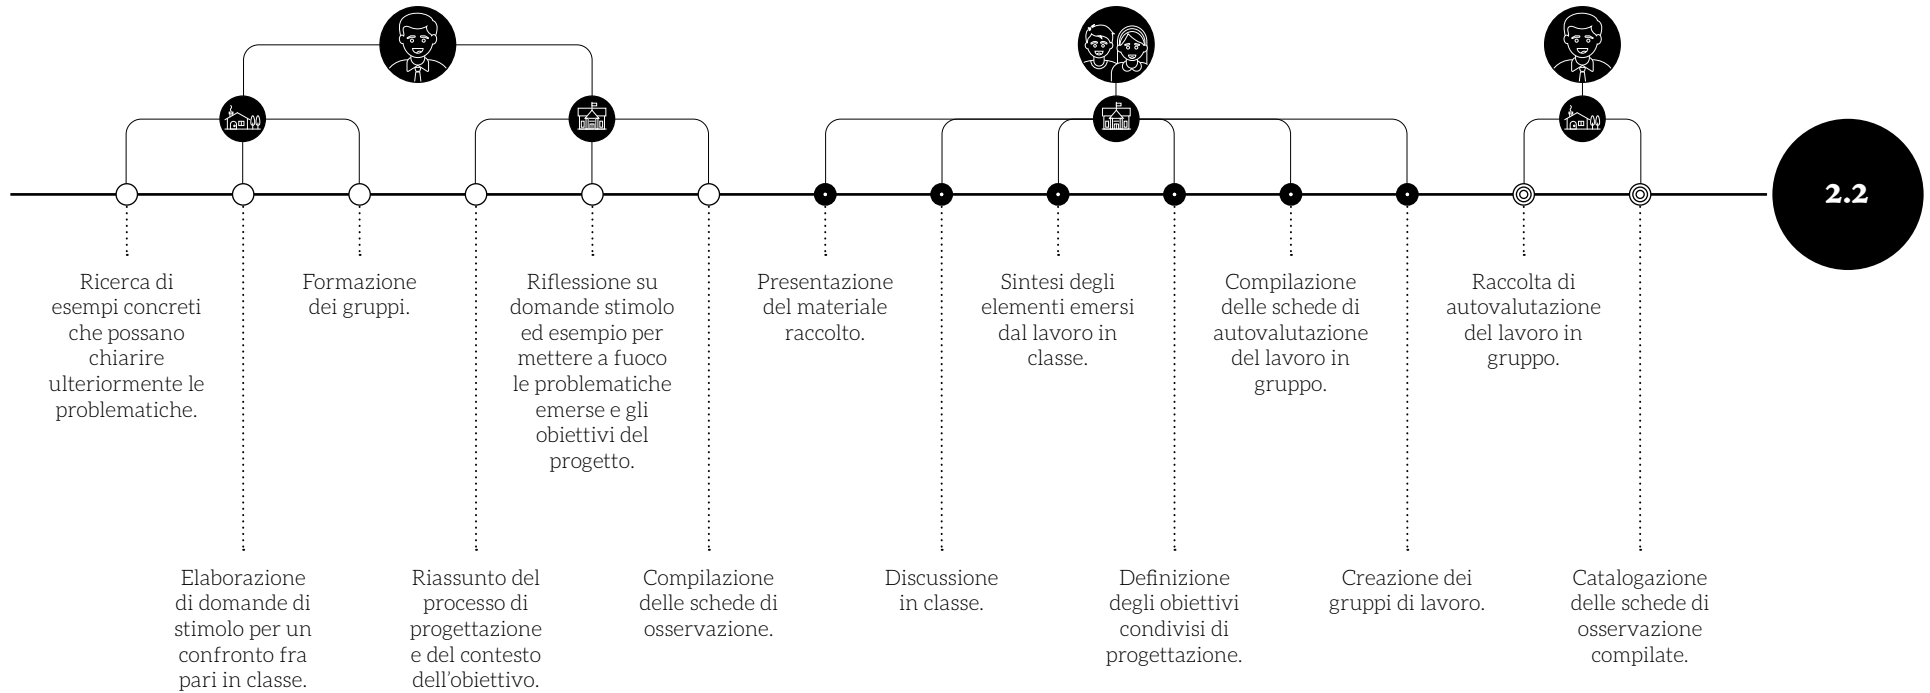 2.2
Ricerca di
esempi concreti
che possano
chiarire
ulteriormente le
problematiche.
Formazione
dei gruppi.
Riflessione su
domande stimolo
ed esempio per
mettere a fuoco
le problematiche
emerse e gli
obiettivi del
progetto.
Presentazione
del materiale
raccolto.
Sintesi degli
elementi emersi
dal lavoro in
classe.
Compilazione
delle schede di
autovalutazione
del lavoro in
gruppo.
Raccolta di
autovalutazione
del lavoro in
gruppo.
Elaborazione
di domande di
stimolo per un
confronto fra
pari in classe.
Riassunto del
processo di
progettazione
e del contesto
dell’obiettivo.
Compilazione
delle schede di
osservazione.
Discussione
in classe.
Definizione
degli obiettivi
condivisi di
progettazione.
Creazione dei
gruppi di lavoro.
Catalogazione
delle schede di
osservazione
compilate.